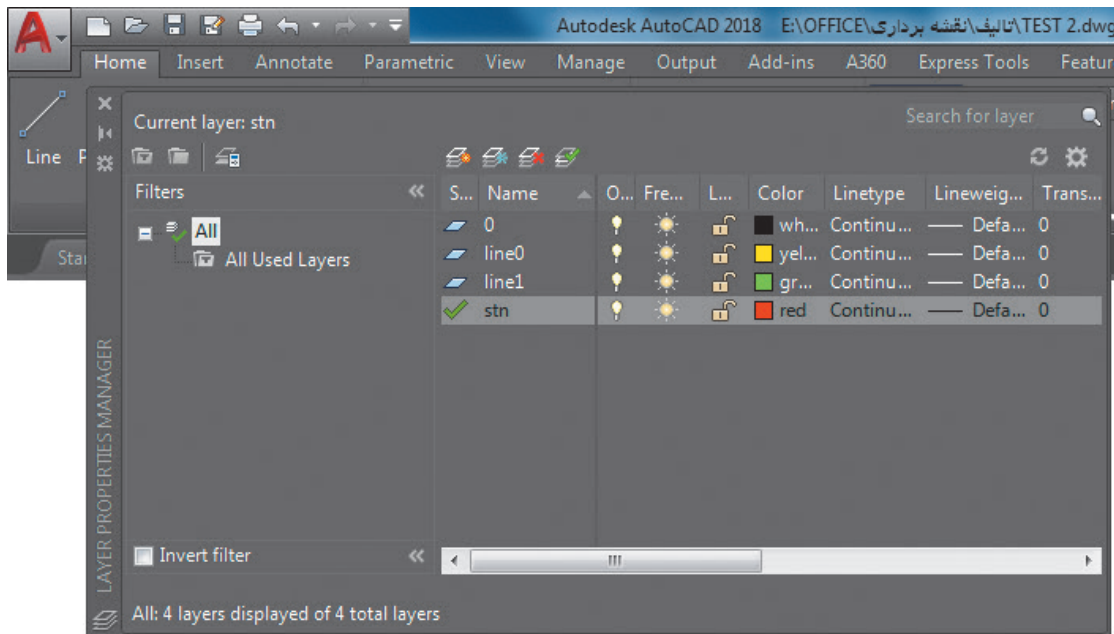 Autodesk AutoCAD 2018 E:\OFFICE\تالیف\نقشه برداری\TEST 2.dwg
Home Insert Annotate Parametric View Manage Output Add-ins A360 Express Tools Featur
Line P
Star
Current layer: stn
Search for layer
Filters
All
All Used Layers
S... Name O... Fre... L... Color Linetype Lineweig... Trans...
0 wh... Continu... Defa... 0
line0 yel... Continu... Defa... 0
line1 gr... Continu... Defa... 0
stn red Continu... Defa... 0
Invert filter
All: 4 layers displayed of 4 total layers
LAYER PROPERTIES MANAGER